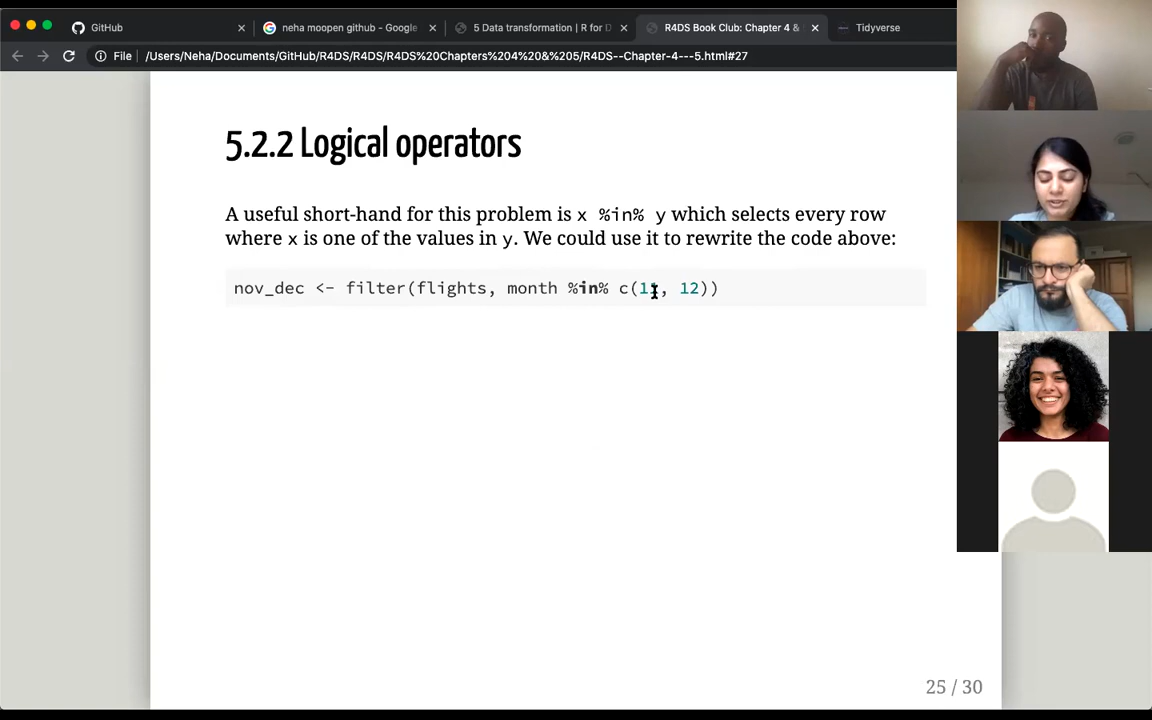 GitHub
neha moopen github - Google
5 Data transformation | R for D
R4DS Book Club: Chapter 4 &
Tidyverse
File
/Users/Neha/Documents/GitHub/R4DS/R4DS/R4DS%20Chapters%204%20&%205/R4DS--Chapter-4---5.html#27
5.2.2 Logical operators
A useful short-hand for this problem is x %in% y which selects every row
where x is one of the values in y. We could use it to rewrite the code above:
nov_dec <- filter(flights, month %in% c(11, 12))
25 / 30